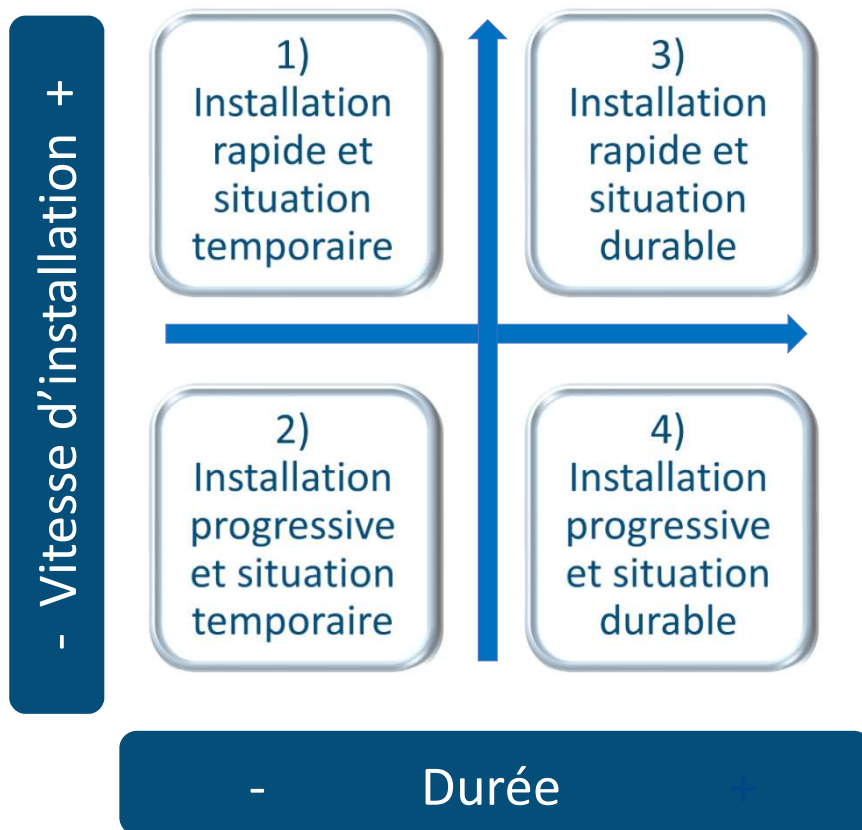 - Vitesse d’installation +
1)
Installation
rapide et
situation
temporaire
3)
Installation
rapide et
situation
durable
2)
Installation
progressive
et situation
temporaire
4)
Installation
progressive
et situation
durable
- Durée +